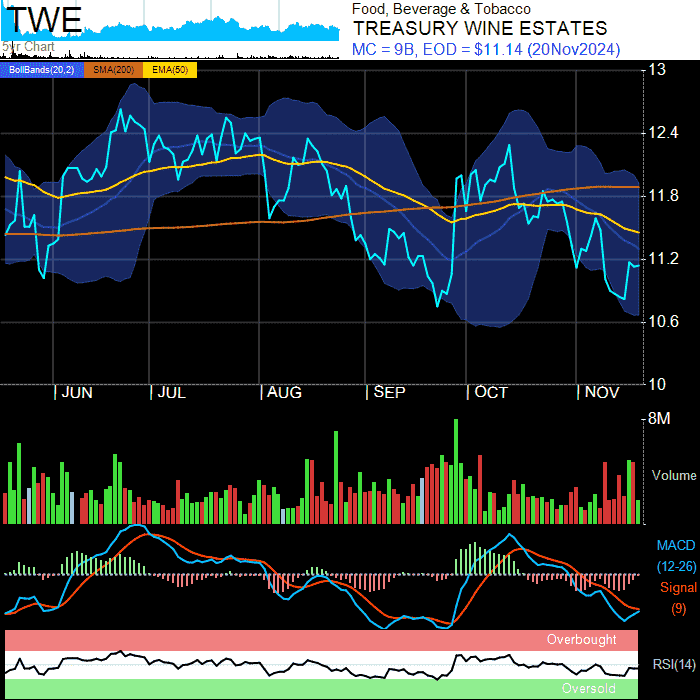 TWE
5yr Chart
Food, Beverage & Tobacco
TREASURY WINE ESTATES
MC = 9B, EOD = $11.14 (20Nov2024)
BollBands(20,2) SMA(200) EMA(50)
13
12.4
11.8
11.2
10.6
10
JUN JUL AUG SEP OCT NOV
8M
Volume
MACD
(12-26)
Signal
(9)
Overbought
RSI(14)
Oversold